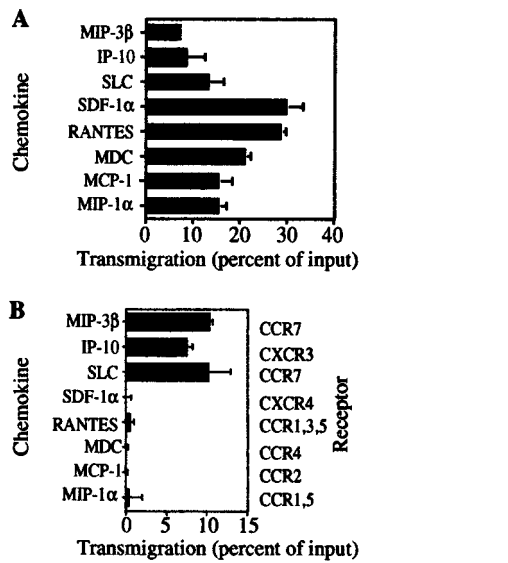 A
Chemokine
MIP-3β
IP-10
SLC
SDF-1α
RANTES
MDC
MCP-1
MIP-1α
0 10 20 30 40
Transmigration (percent of input)
B
Chemokine
MIP-3β CCR7
IP-10 CXCR3
SLC CCR7
SDF-1α CXCR4
RANTES CCR1,3,5
MDC CCR4
MCP-1 CCR2
MIP-1α CCR1,5
Receptor
0 5 10 15
Transmigration (percent of input)